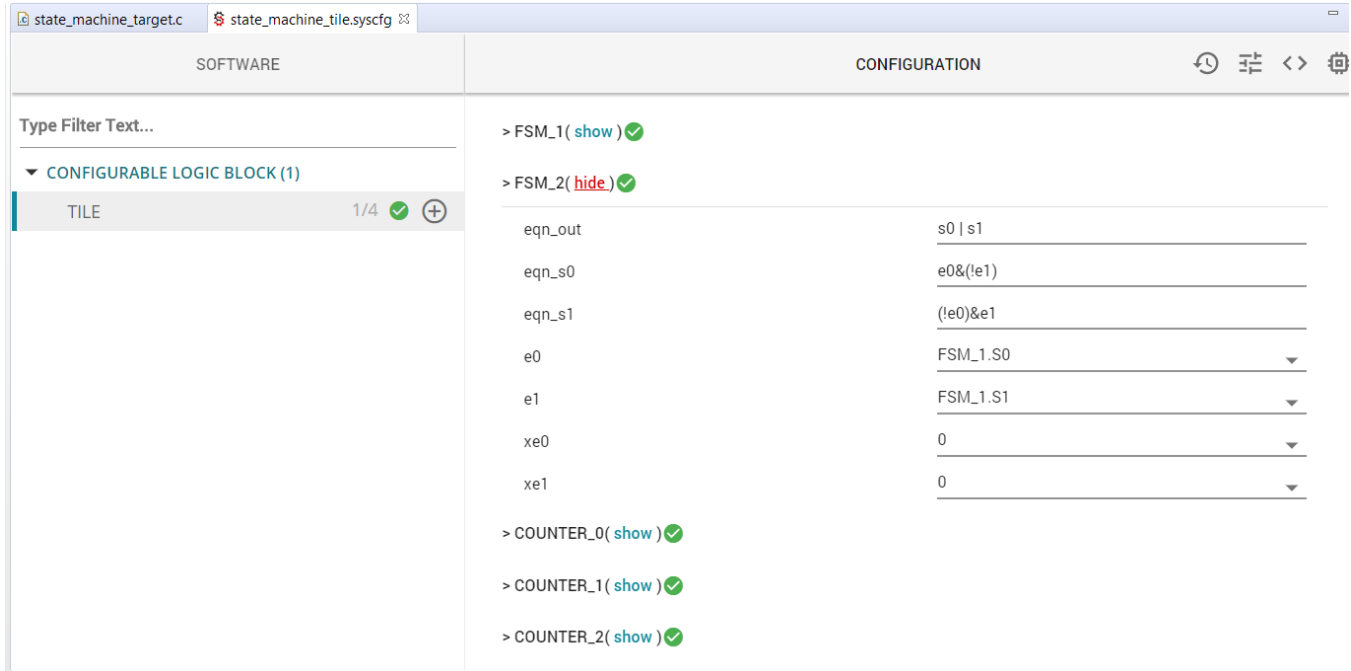 state_machine_target.c
state_machine_tile.syscfg
SOFTWARE
CONFIGURATION
Type Filter Text...
CONFIGURABLE LOGIC BLOCK (1)
TILE 1/4
> FSM_1( show )
> FSM_2( hide )
eqn_out s0 | s1
eqn_s0 e0&(!e1)
eqn_s1 (!e0)&e1
e0 FSM_1.S0
e1 FSM_1.S1
xe0 0
xe1 0
> COUNTER_0( show )
> COUNTER_1( show )
> COUNTER_2( show )